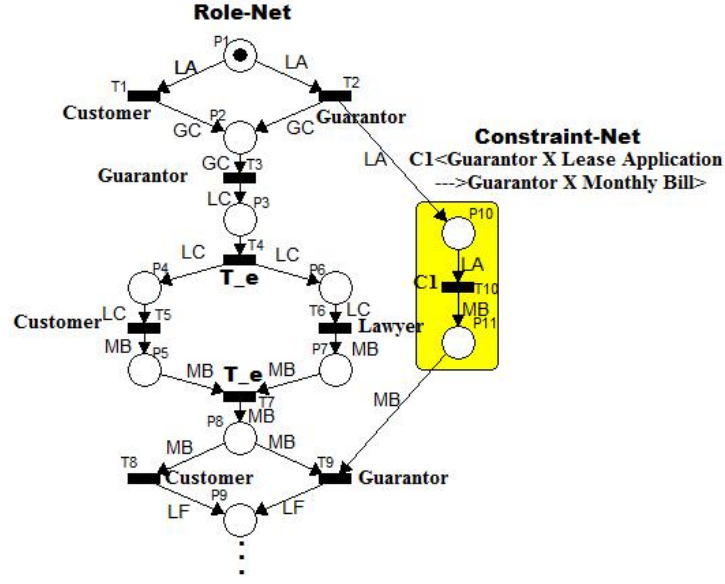 Role-Net
P1
LA LA
T1 T2
Customer Guarantor
P2
GC GC
Constraint-Net
C1<Guarantor X Lease Application
--->Guarantor X Monthly Bill>
LA
GC T3
Guarantor
LC P3
P10
T4
LC LC
T_e
P4 P6
LA
C1 T10
LC T5 T6 LC
Customer Lawyer
MB
P11
MB P5 P7 MB
T_e
MB MB
T7
MB
MB
P8
MB MB
T8 T9
Customer Guarantor
P9
LF LF